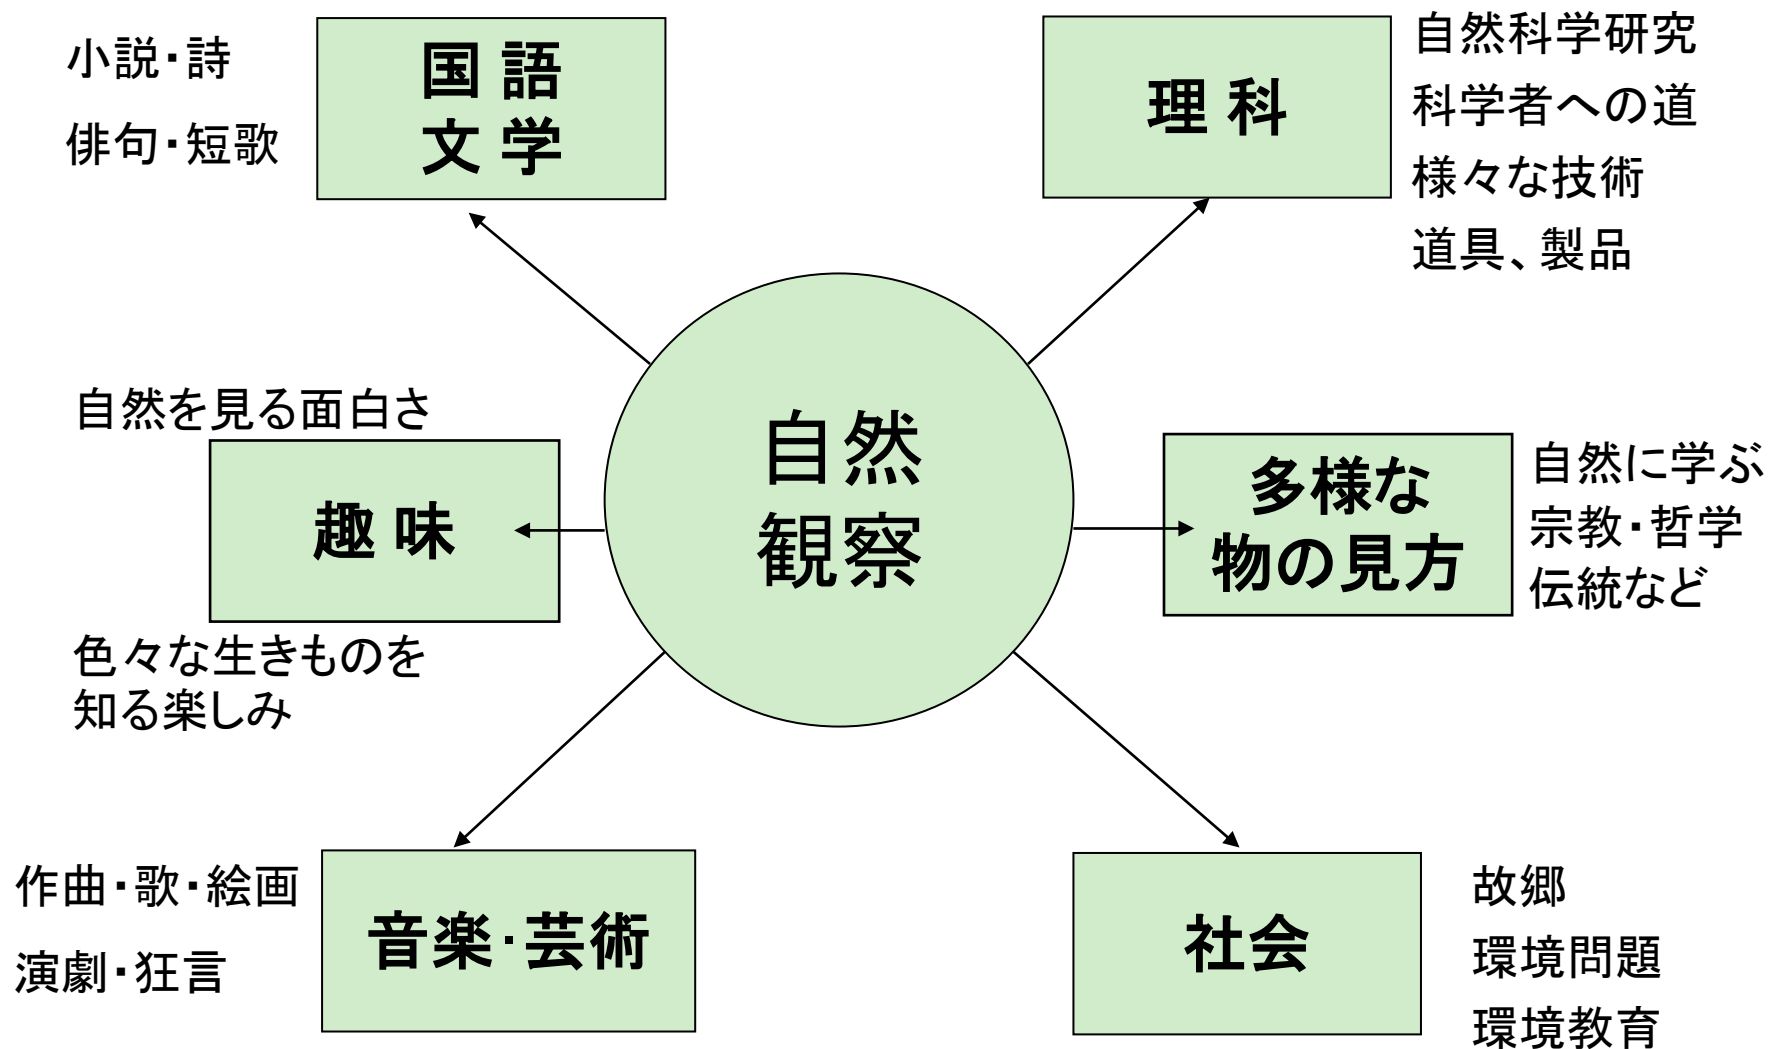 小説・詩
俳句・短歌
国 語
文 学
理 科
自然科学研究
科学者への道
様々な技術
道具、製品
自然を見る面白さ
趣 味
色々な生きものを
知る楽しみ
自然
観察
多様な
物の見方
自然に学ぶ
宗教・哲学
伝統など
作曲・歌・絵画
演劇・狂言
音楽・芸術
社会
故郷
環境問題
環境教育